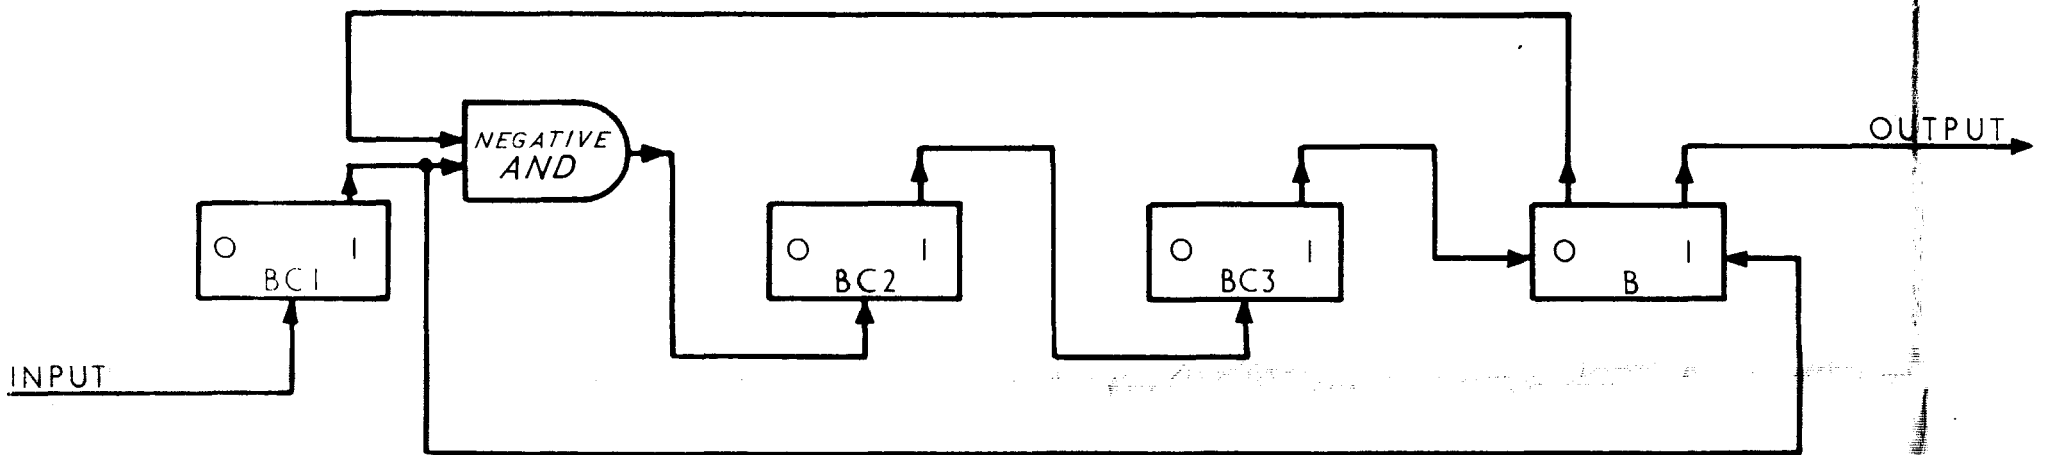 OUTPUT
NEGATIVE
AND
O I
BC1
O I
BC2
O I
BC3
O I
B
INPUT